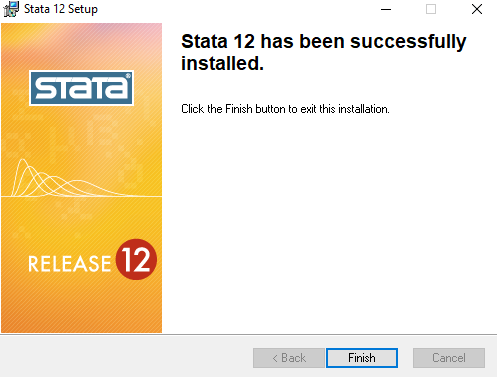 Stata 12 Setup
Stata 12 has been successfully
installed.
Click the Finish button to exit this installation.
STATA®
RELEASE 12
< Back
Finish
Cancel